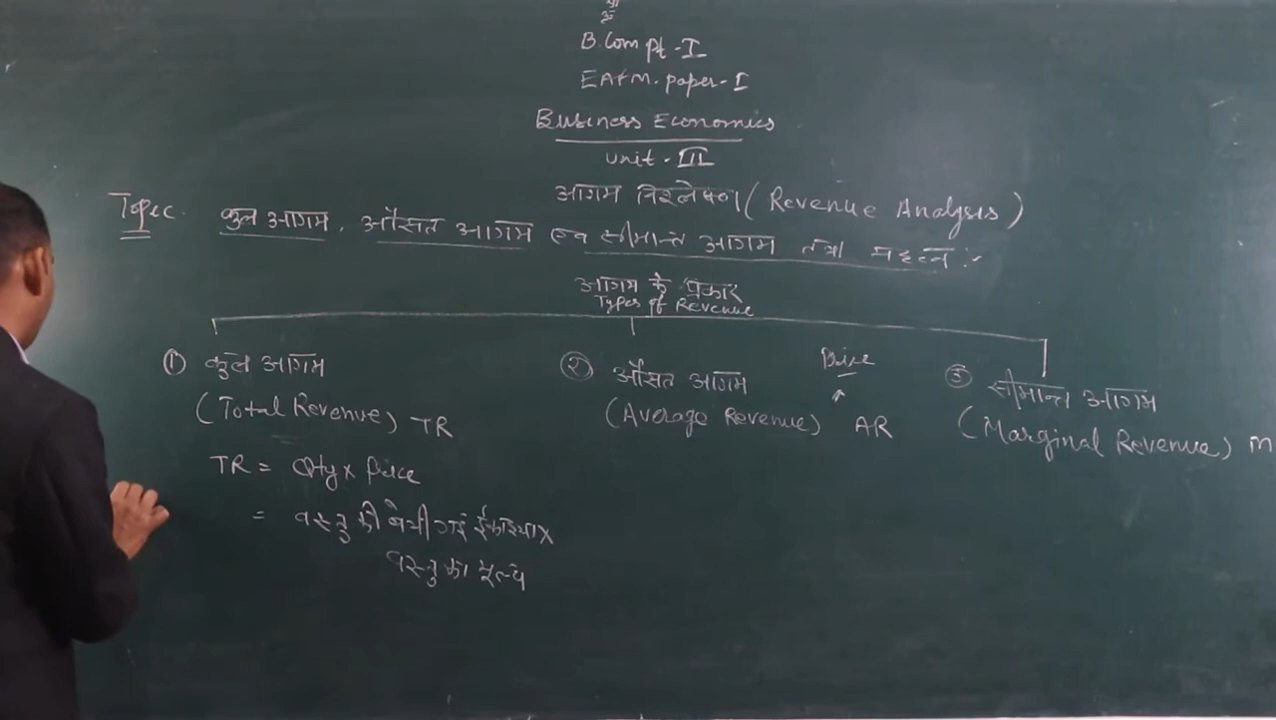 B.Com pt-I
EAFM. paper-I
Business Economics
Unit-III
आगम विश्लेषण (Revenue Analysis)
Topic. कुल आगम, औसत आगम एवं सीमान्त आगम तथा महत्व :-
आगम के प्रकार
Types of Revenue
① कुल आगम
(Total Revenue) TR
TR = Qty x Price
= वस्तु की बेची गई ईकाइया x
वस्तु का मूल्य
② औसत आगम
Price
(Average Revenue) AR
③ सीमान्त आगम
(Marginal Revenue) M